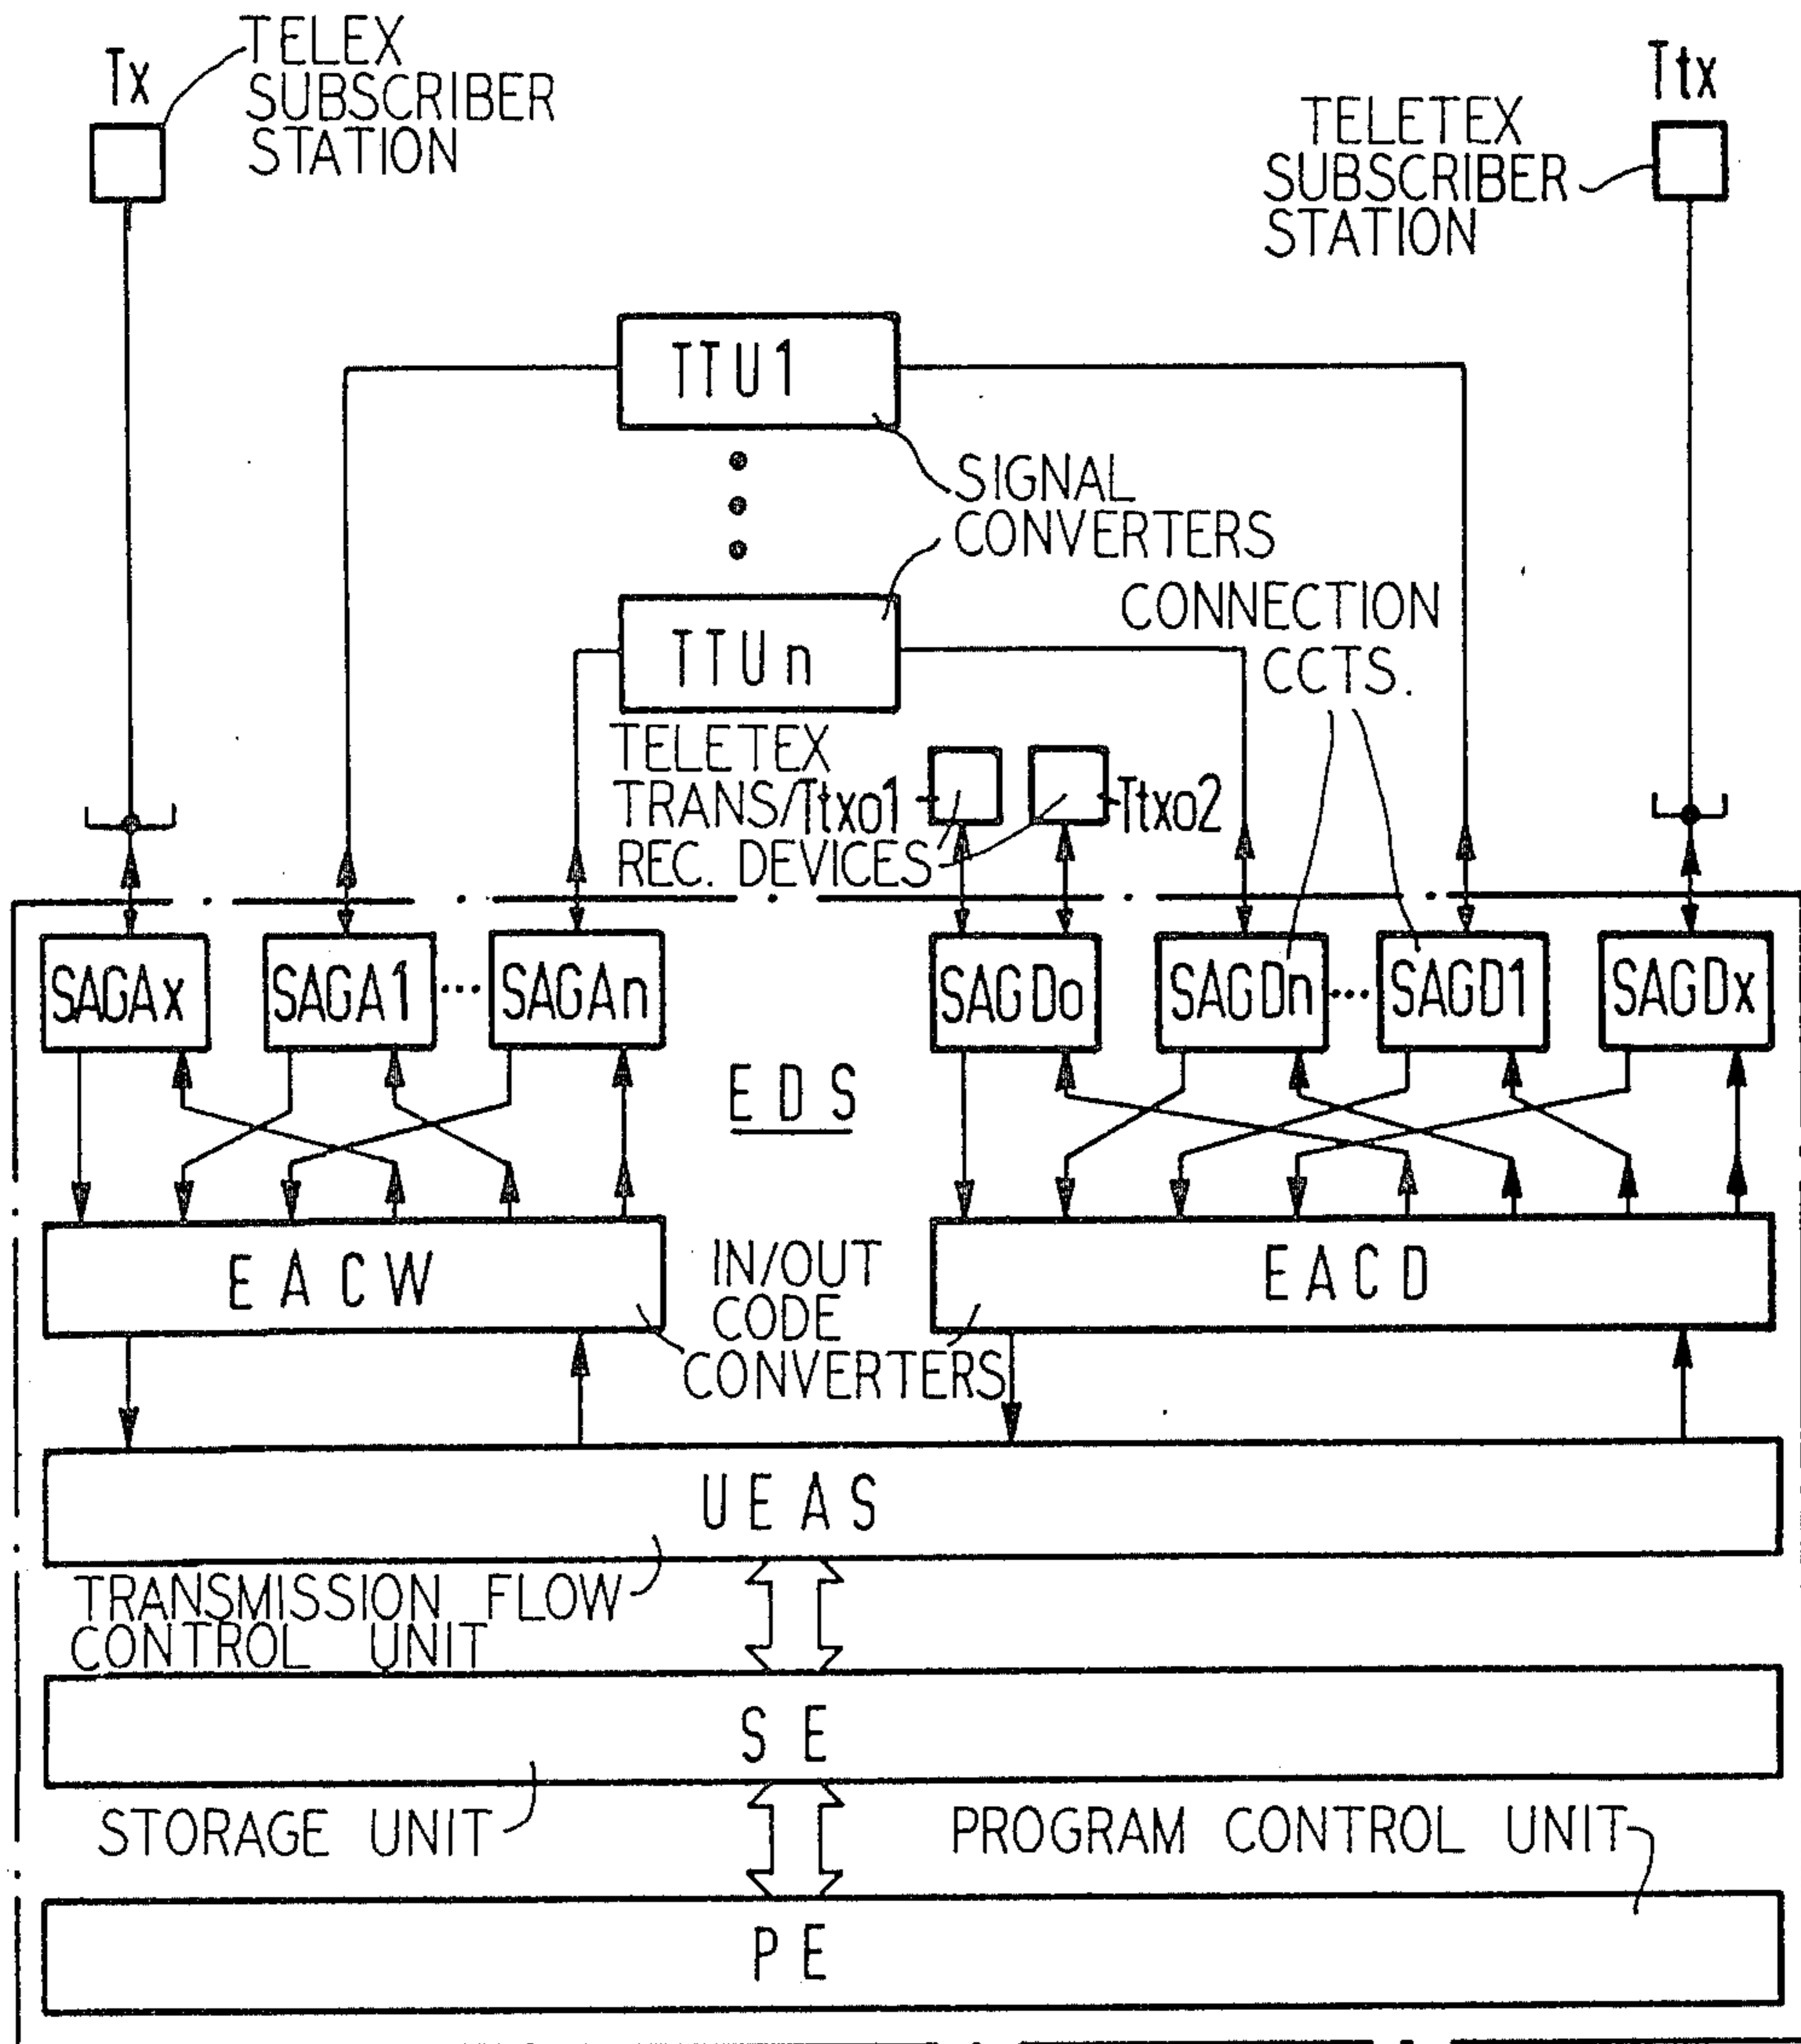 Tx
TELEX
SUBSCRIBER
STATION
Ttx
TELETEX
SUBSCRIBER
STATION
TTU1
SIGNAL
CONVERTERS
TTUn
CONNECTION
CCTS.
TELETEX
TRANS/
REC. DEVICES
Ttxo1
Ttxo2
SAGAx
SAGA1
...
SAGAn
SAGDo
SAGDn
...
SAGD1
SAGDx
EDS
EACW
IN/OUT
CODE
CONVERTERS
EACD
UEAS
TRANSMISSION FLOW
CONTROL UNIT
SE
STORAGE UNIT
PROGRAM CONTROL UNIT
PE